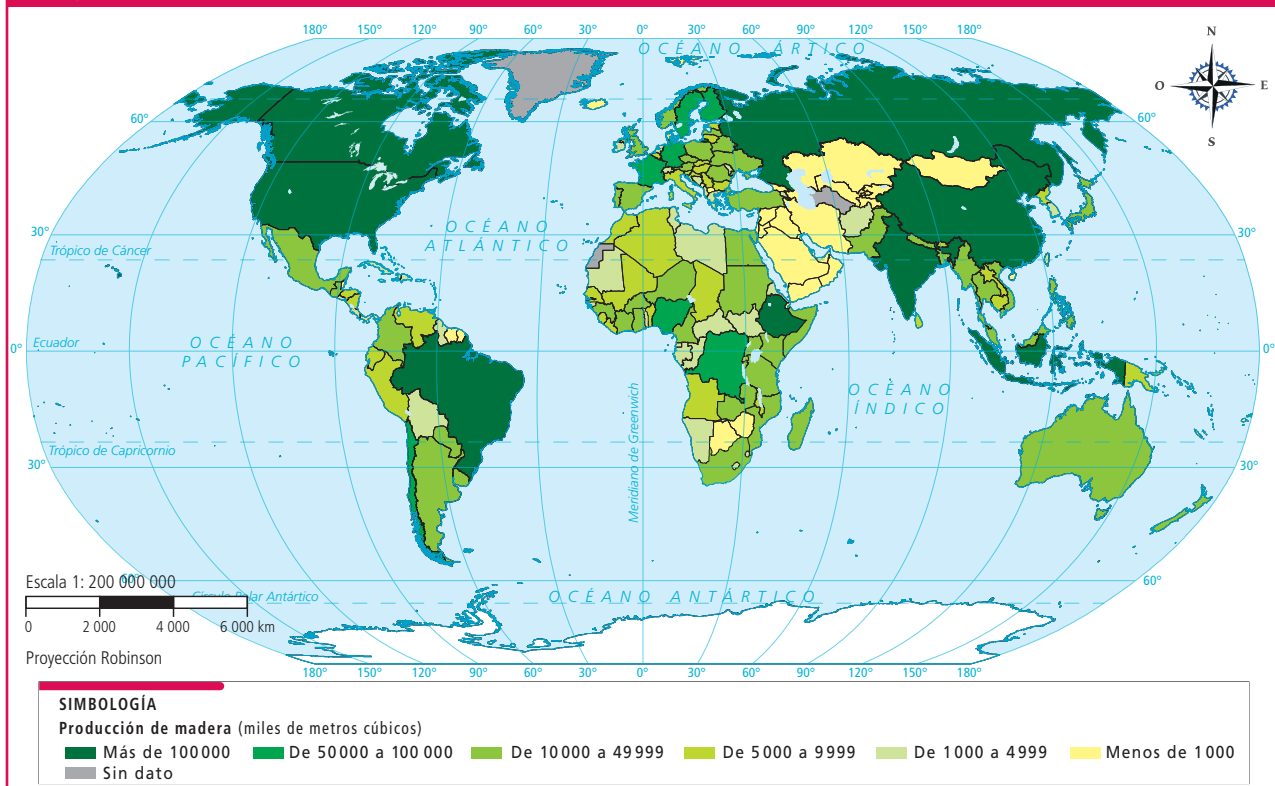 180° 150° 120° 90° 60° 30° 0° 30° 60° 90° 120° 150° 180°
OCÉANO ÁRTICO
N
O E
S
60° 60°
OCÉANO
ATLÁNTICO
30° 30°
Trópico de Cáncer
OCÉANO
PACÍFICO
Ecuador
0° 0°
OCÈANO
ÍNDICO
Meridiano de Greenwich
Trópico de Capricornio
30° 30°
Escala 1: 200 000 000
60° 60°
Círculo Polar Antártico
OCÉANO ANTÁRTICO
0 2 000 4 000 6 000 km
Proyección Robinson
180° 150° 120° 90° 60° 30° 0° 30° 60° 90° 120° 150° 180°
SIMBOLOGÍA
Producción de madera (miles de metros cúbicos)
Más de 100000 De 50000 a 100 000 De 10000 a 49999 De 5000 a 9999 De 1000 a 4999 Menos de 1000
Sin dato